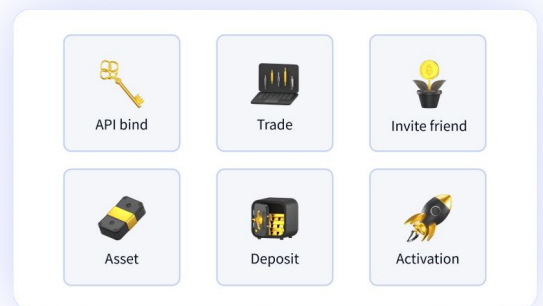 API bind
Trade
Invite friend
Asset
Deposit
Activation